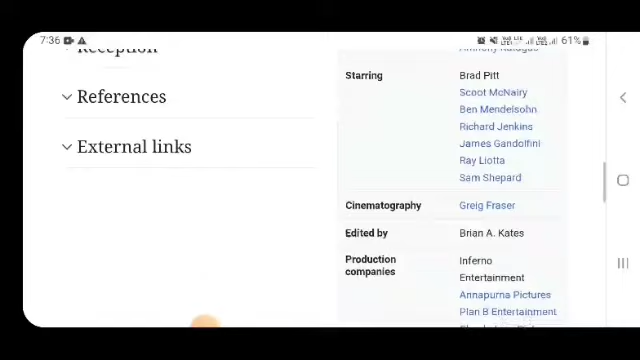 7:36
61%
Reception
References
External links
Starring
Brad Pitt
Scoot McNairy
Ben Mendelsohn
Richard Jenkins
James Gandolfini
Ray Liotta
Sam Shepard
Cinematography
Greig Fraser
Edited by
Brian A. Kates
Production
companies
Inferno
Entertainment
Annapurna Pictures
Plan B Entertainment